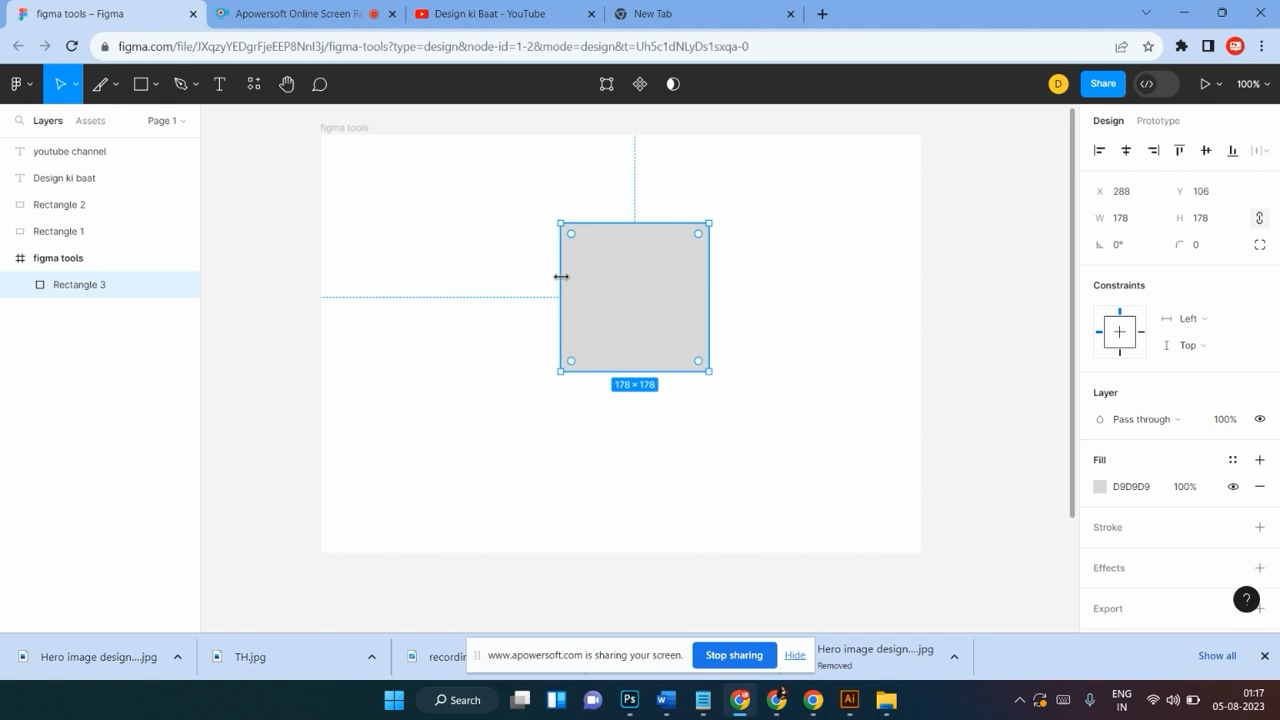 figma tools – Figma
Apowersoft Online Screen Re
Design ki Baat - YouTube
New Tab
figma.com/file/JXqzyYEDgrFjeEEP8NnI3j/figma-tools?type=design&node-id=1-2&mode=design&t=Uh5c1dNLyDs1sxqa-0
D
Share
100%
Layers
Assets
Page 1
youtube channel
Design ki baat
Rectangle 2
Rectangle 1
figma tools
Rectangle 3
figma tools
178 × 178
Design
Prototype
X 288
Y 106
W 178
H 178
0°
0
Constraints
Left
Top
Layer
Pass through
100%
Fill
D9D9D9
100%
Stroke
Effects
Export
?
Hero image design....jpg
TH.jpg
recordin
www.apowersoft.com is sharing your screen.
Stop sharing
Hide
Hero image design....jpg
Removed
Show all
Search
Ps
W
Ai
ENG
IN
01:17
05-08-2023